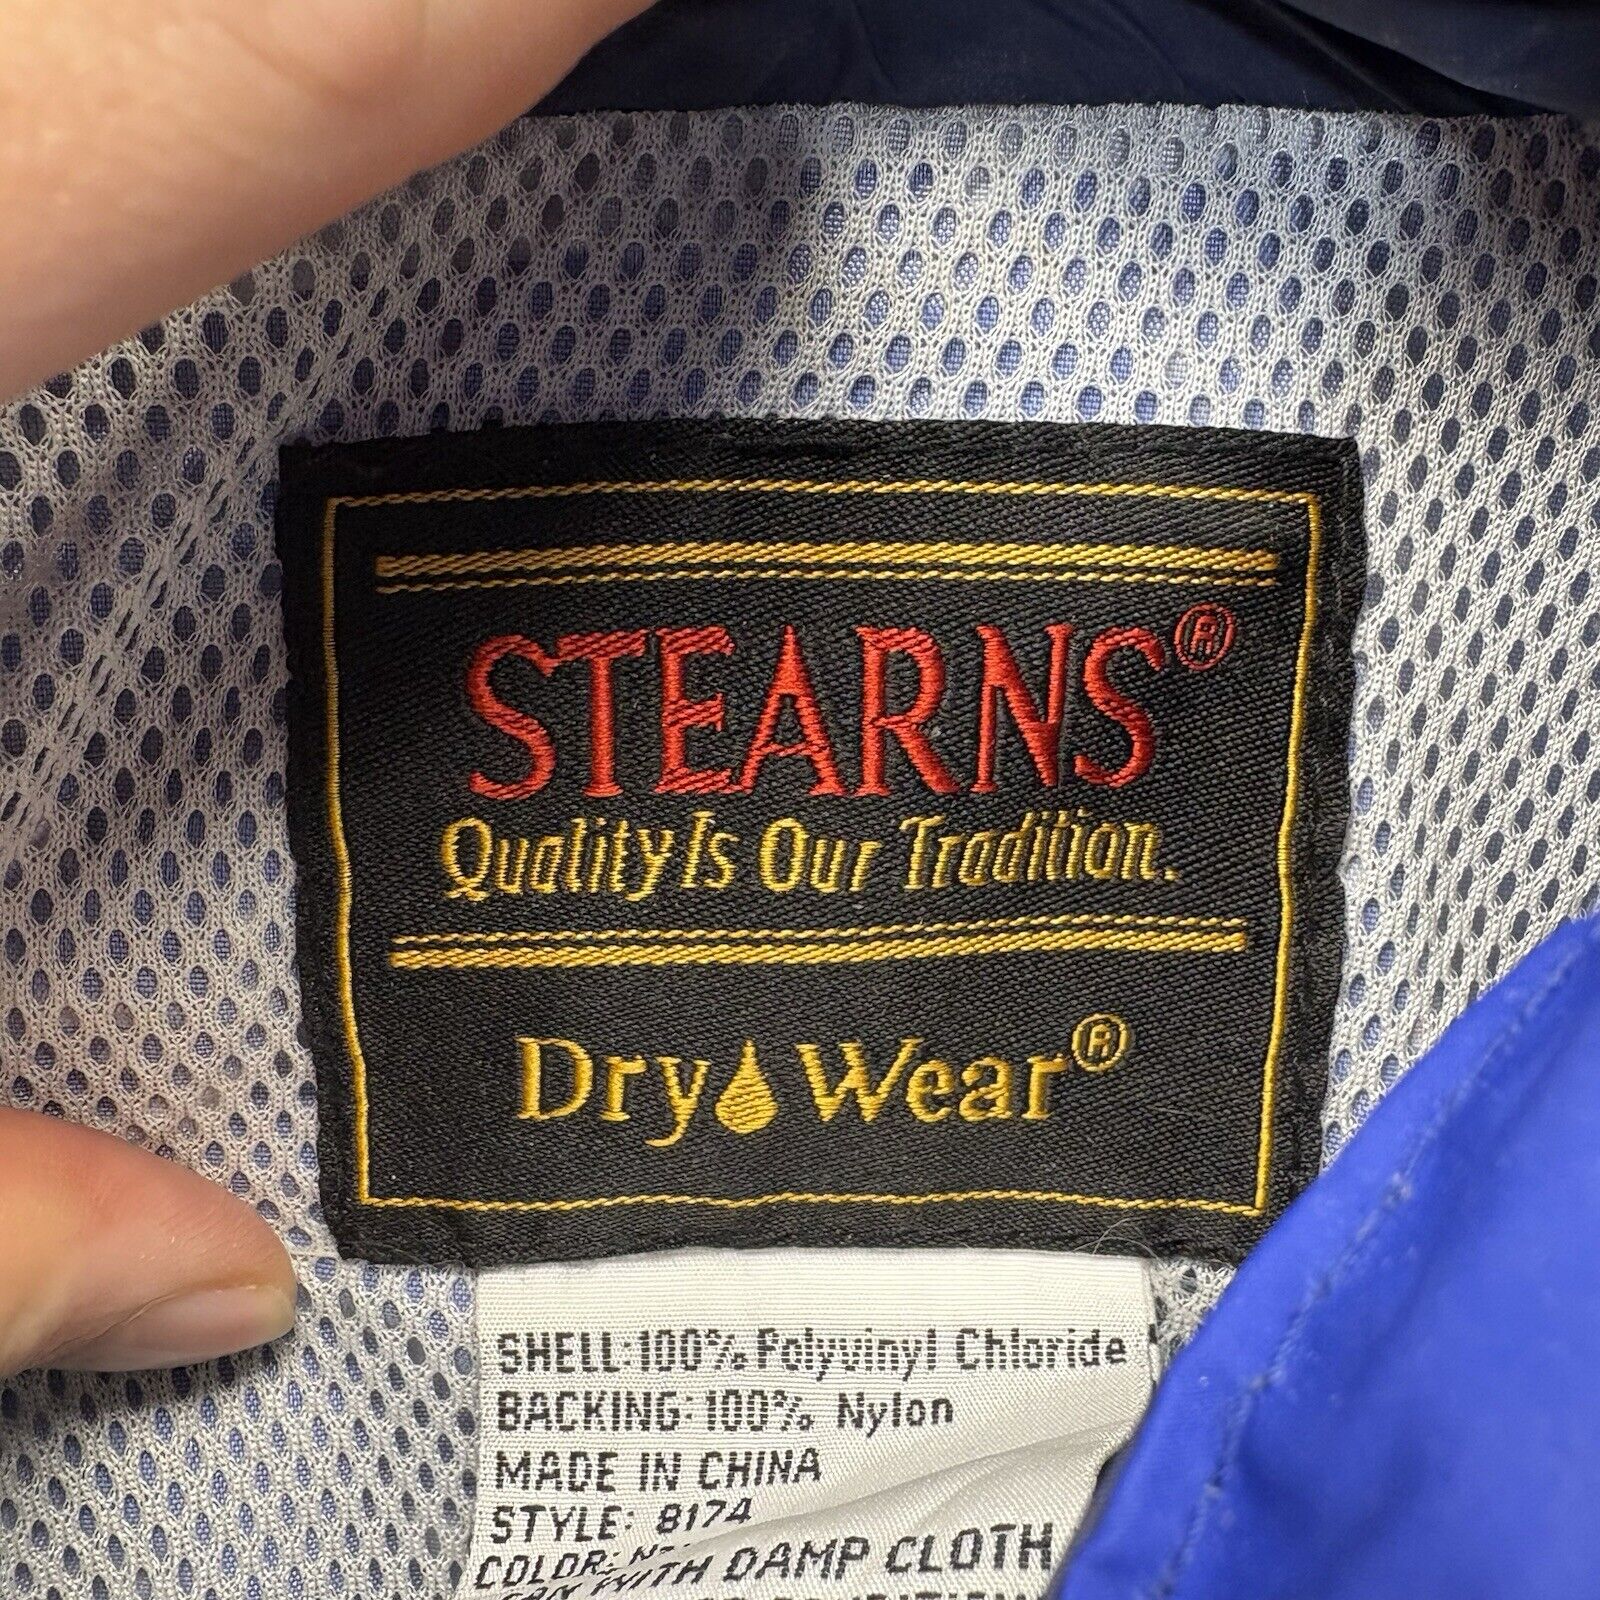 STEARNS®
Quality Is Our Tradition.
Dry Wear®
SHELL: 100% Polyvinyl Chloride
BACKING: 100% Nylon
MADE IN CHINA
STYLE: 8174
COLOR:
WITH DAMP CLOTH